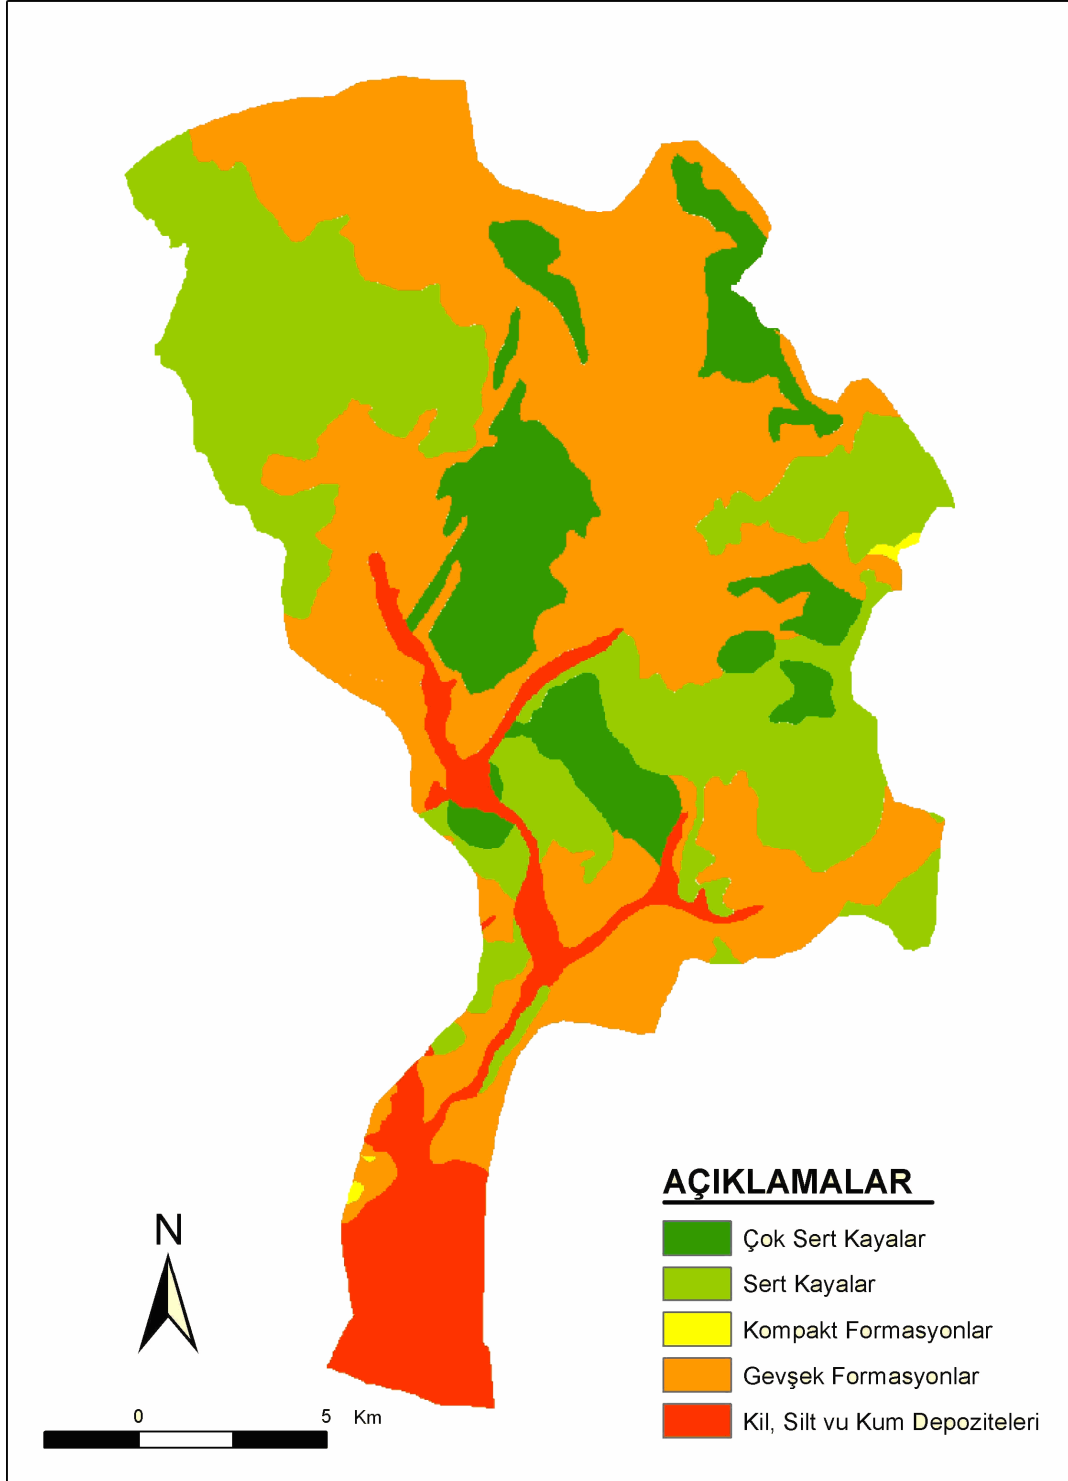 AÇIKLAMALAR
N
Çok Sert Kayalar
Sert Kayalar
Kompakt Formasyonlar
Gevşek Formasyonlar
Kil, Silt vu Kum Depoziteleri
0 5 Km